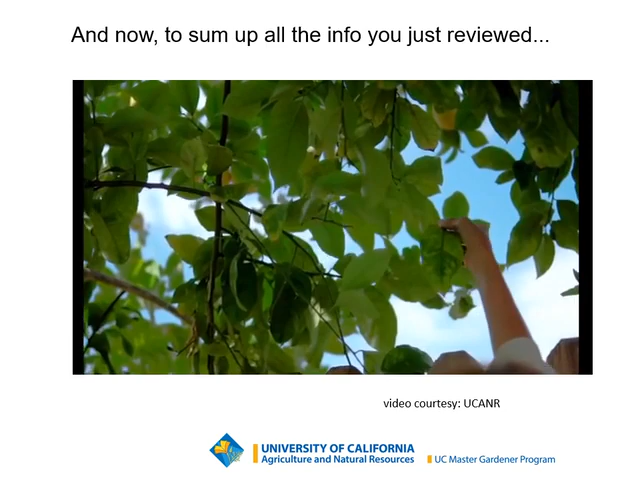 And now, to sum up all the info you just reviewed...
video courtesy: UCANR
UNIVERSITY OF CALIFORNIA
Agriculture and Natural Resources
UC Master Gardener Program